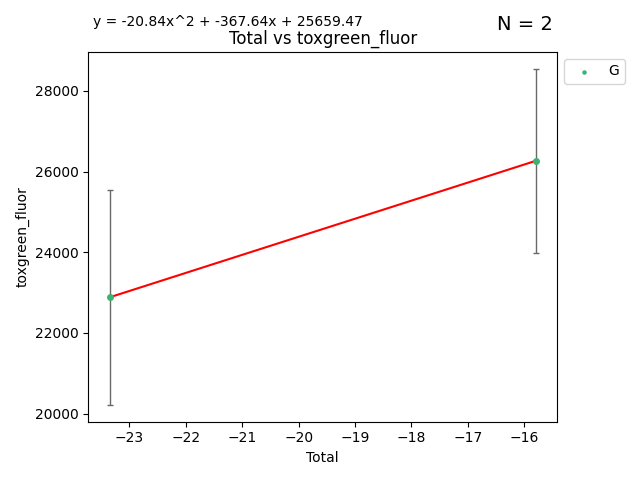 y = -20.84x^2 + -367.64x + 25659.47
N = 2
Total vs toxgreen_fluor
G
toxgreen_fluor
28000
26000
24000
22000
20000
−23
−22
−21
−20
−19
−18
−17
−16
Total